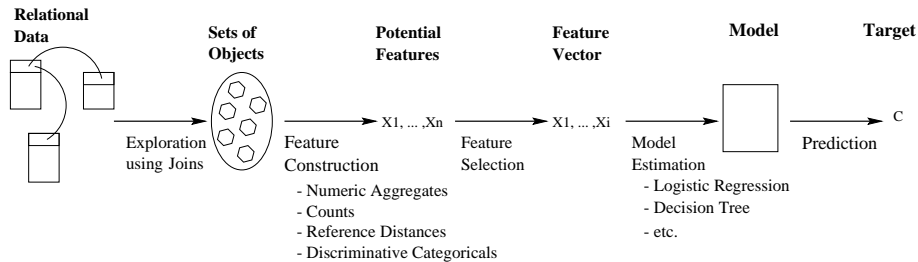 Relational
Data
Sets of
Objects
Potential
Features
Feature
Vector
Model
Target
X1, ... ,Xn
X1, ... ,Xi
C
Exploration
using Joins
Feature
Construction
- Numeric Aggregates
- Counts
- Reference Distances
- Discriminative Categoricals
Feature
Selection
Model
Estimation
- Logistic Regression
- Decision Tree
- etc.
Prediction